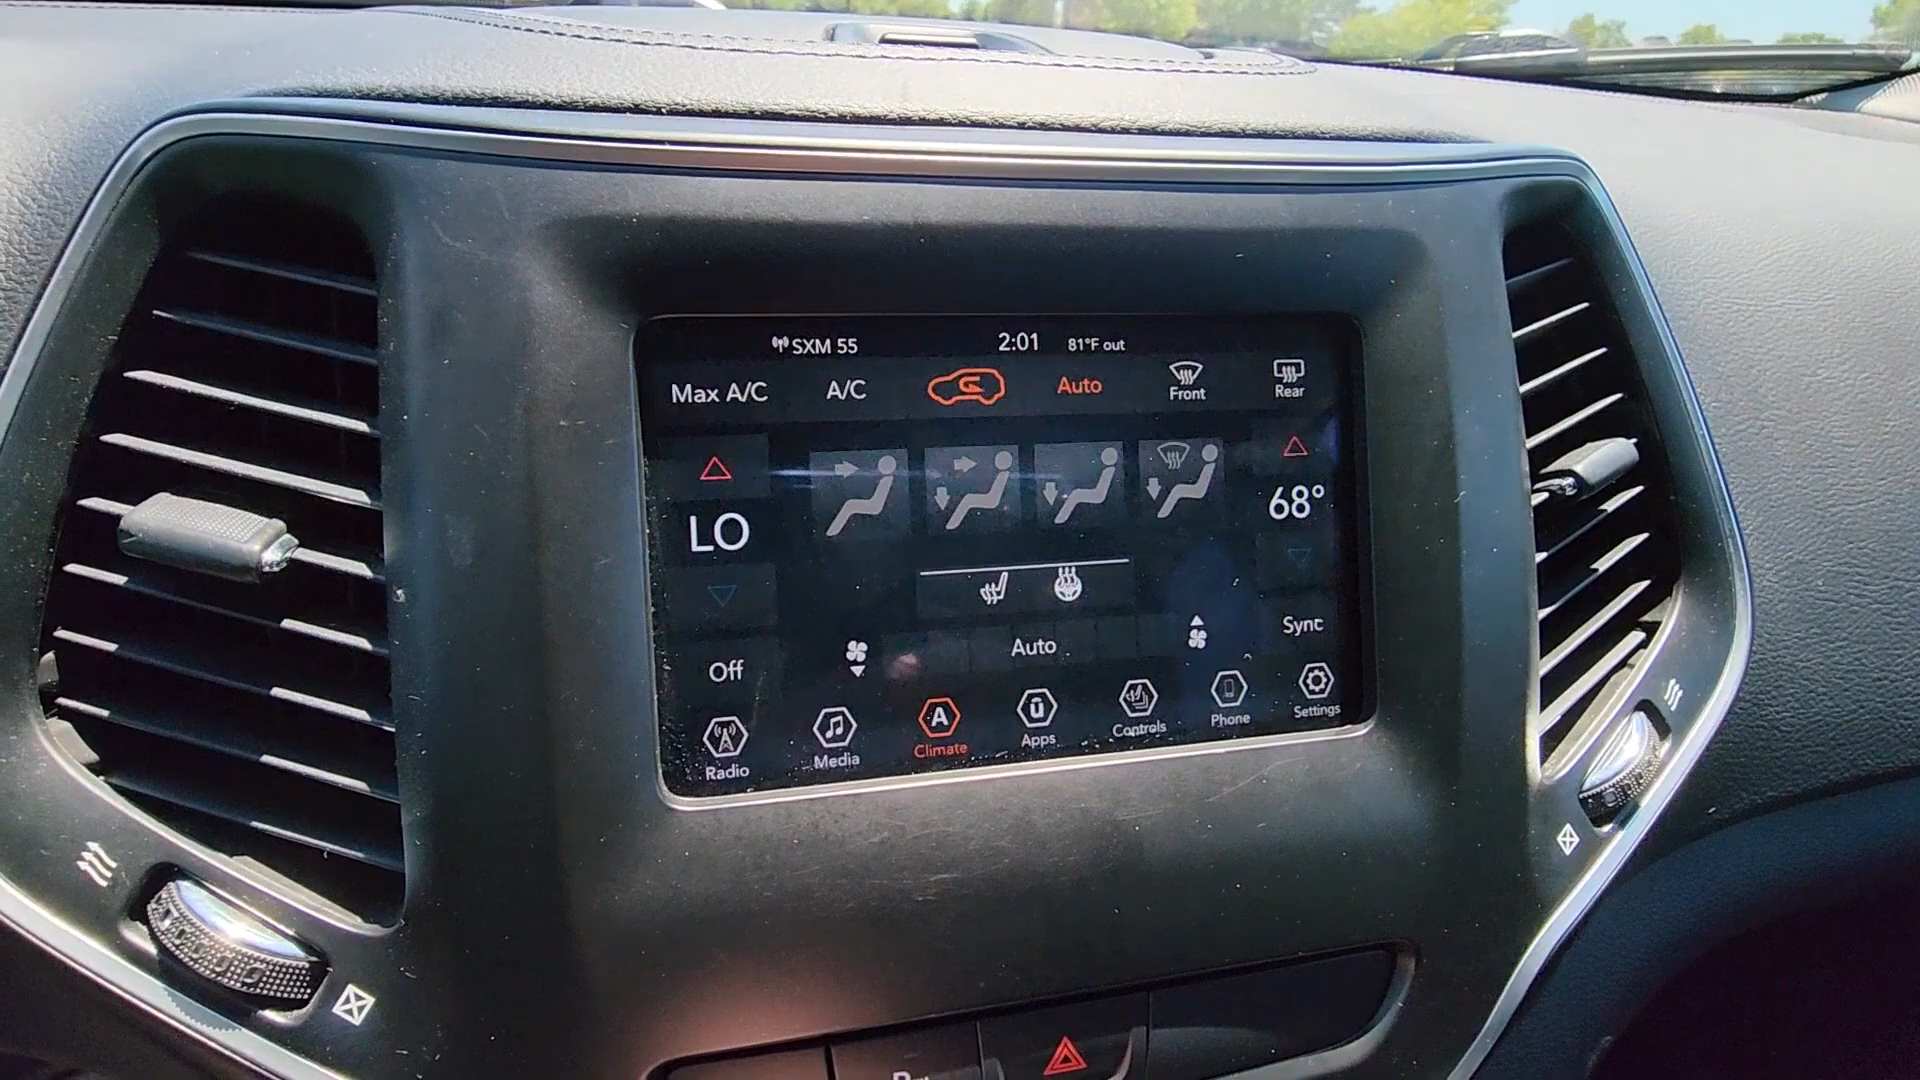 SXM 55 2:01 81°F out
Max A/C A/C Auto Front Rear
LO 68°
Off Auto Sync
Radio Media A Climate ū Apps Controls Phone Settings